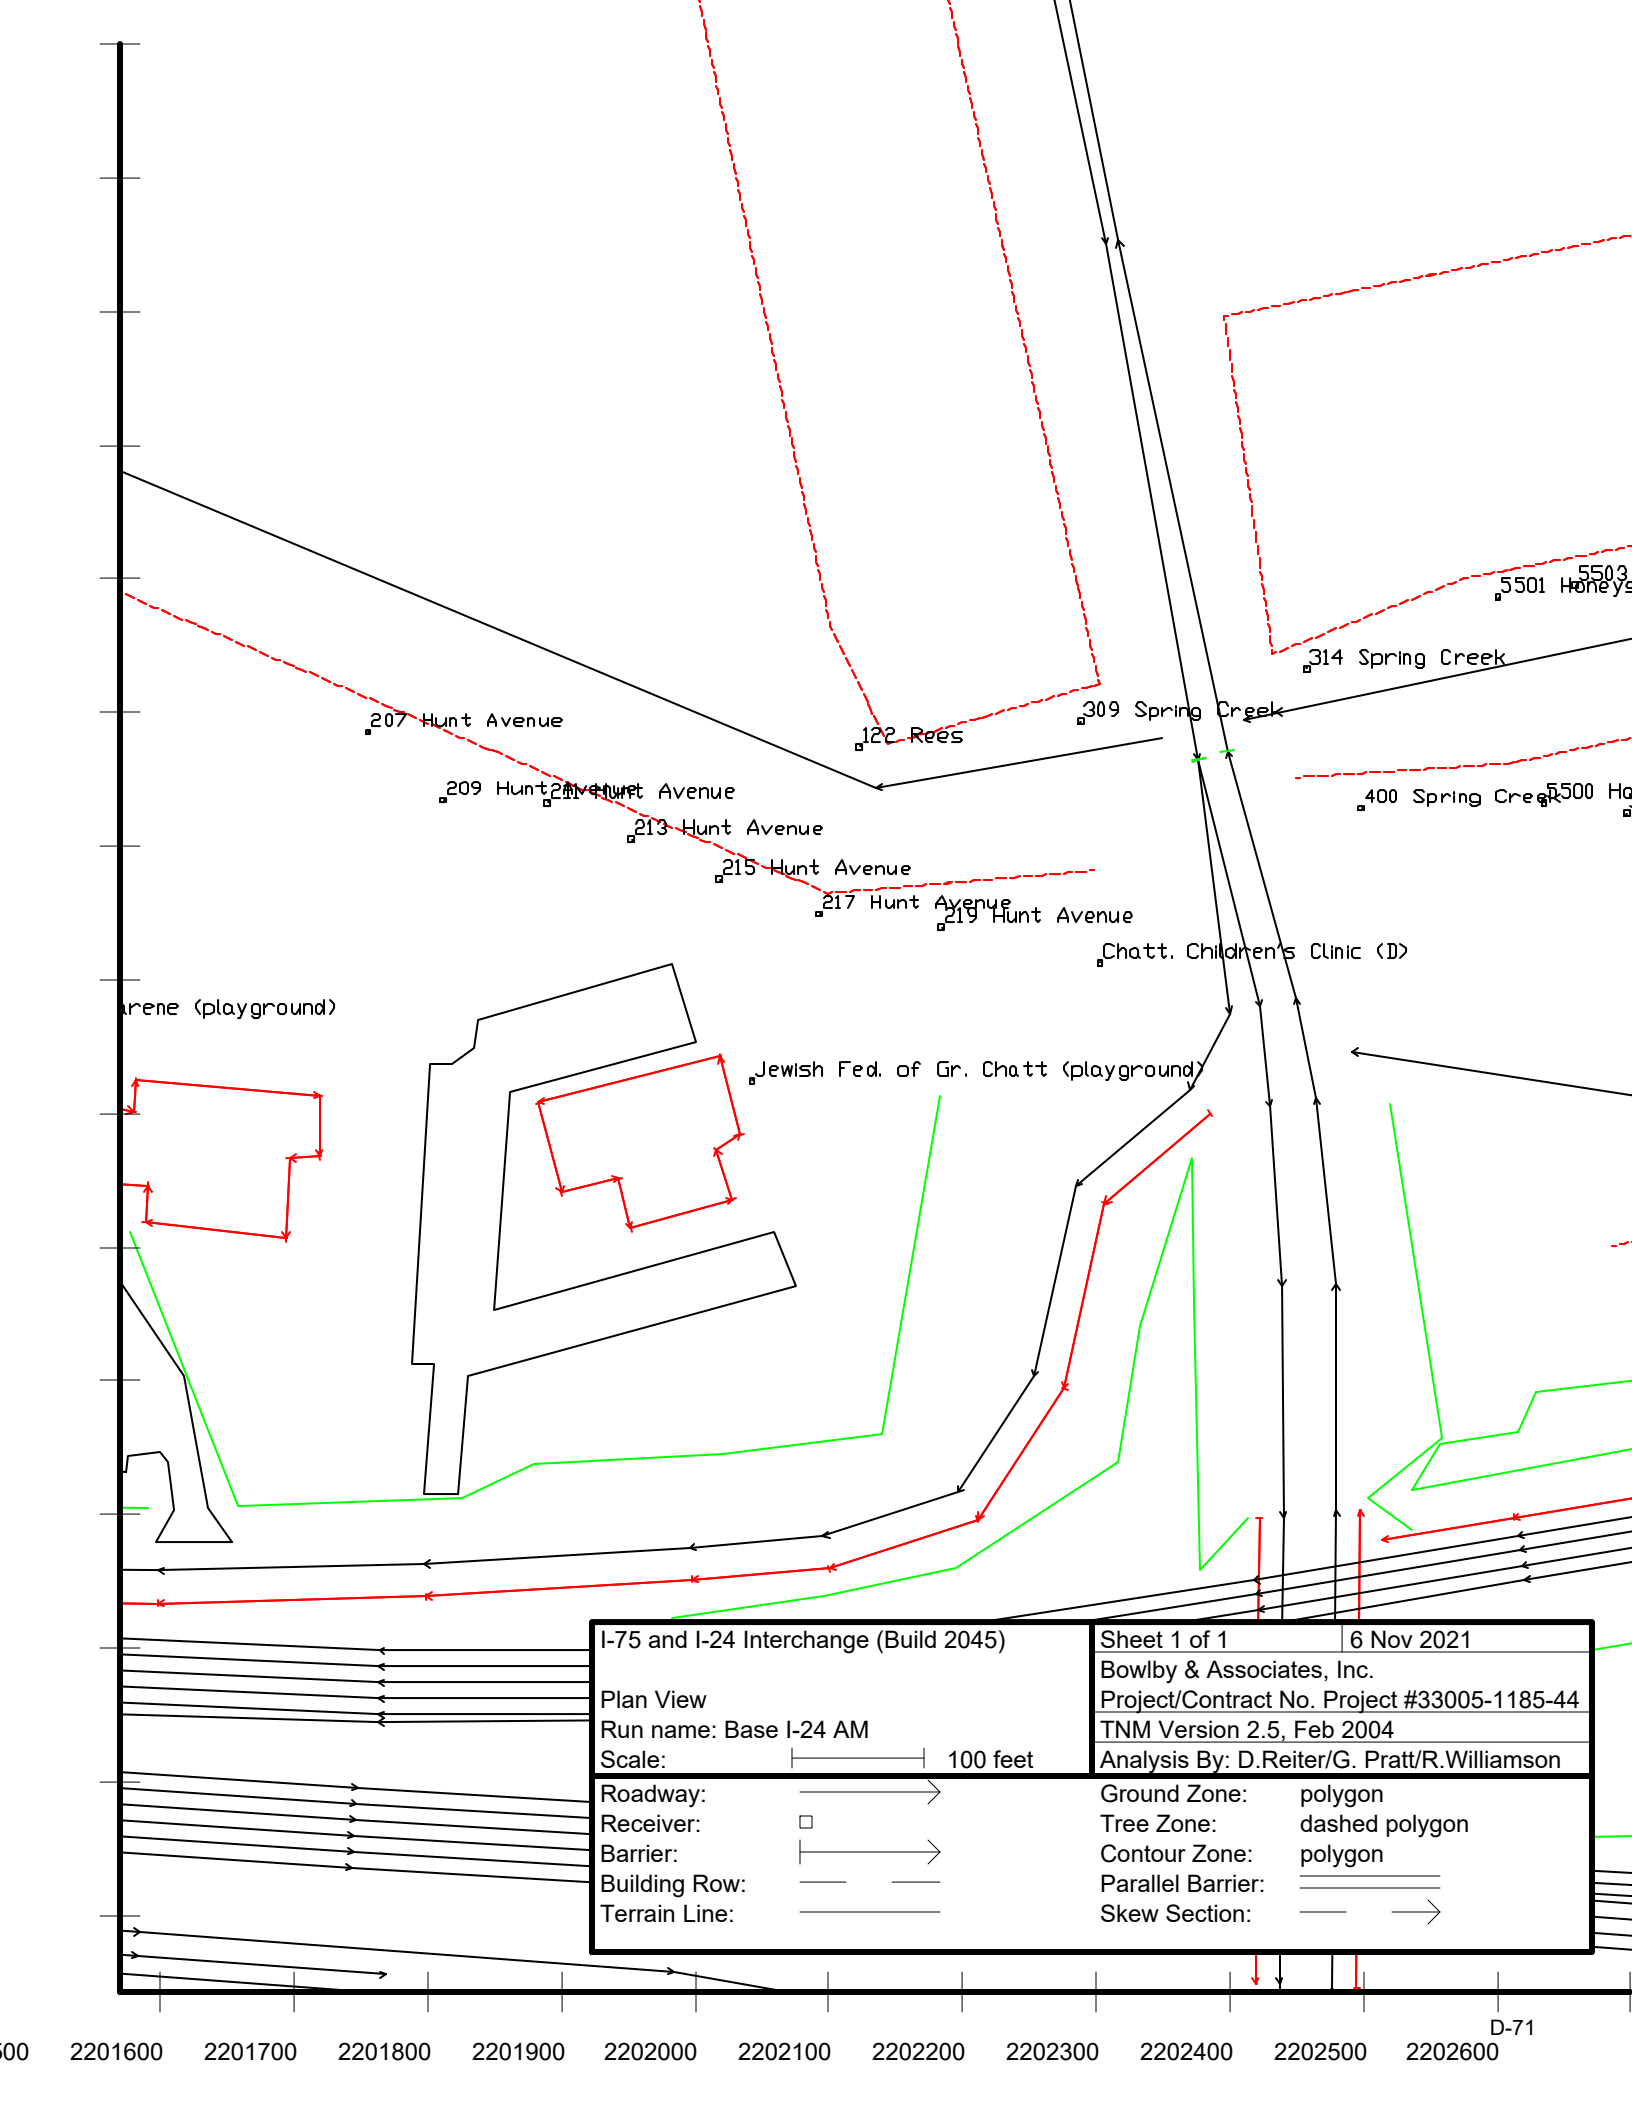 5503
5501 Honeys
314 Spring Creek
309 Spring Creek
207 Hunt Avenue
122 Rees
209 Hunt Avenue
211 Hunt Avenue
400 Spring Creek
5500 Ho
213 Hunt Avenue
215 Hunt Avenue
217 Hunt Avenue
219 Hunt Avenue
Chatt. Children's Clinic (D)
arene (playground)
Jewish Fed. of Gr. Chatt (playground)
I-75 and I-24 Interchange (Build 2045)
Plan View
Run name: Base I-24 AM
Scale: 100 feet
Sheet 1 of 1 6 Nov 2021
Bowlby & Associates, Inc.
Project/Contract No. Project #33005-1185-44
TNM Version 2.5, Feb 2004
Analysis By: D.Reiter/G. Pratt/R.Williamson
Roadway:
Receiver:
Barrier:
Building Row:
Terrain Line:
Ground Zone: polygon
Tree Zone: dashed polygon
Contour Zone: polygon
Parallel Barrier:
Skew Section:
D-71
00 2201600 2201700 2201800 2201900 2202000 2202100 2202200 2202300 2202400 2202500 2202600